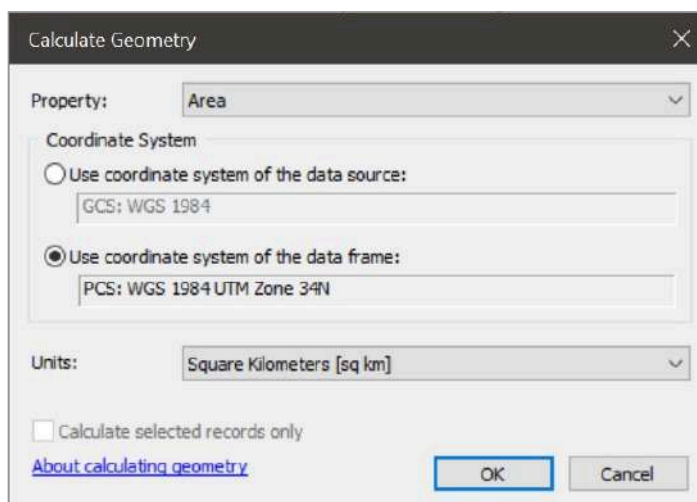 Calculate Geometry
Property: Area
Coordinate System
Use coordinate system of the data source:
GCS: WGS 1984
Use coordinate system of the data frame:
PCS: WGS 1984 UTM Zone 34N
Units: Square Kilometers [sq km]
Calculate selected records only
About calculating geometry
OK Cancel